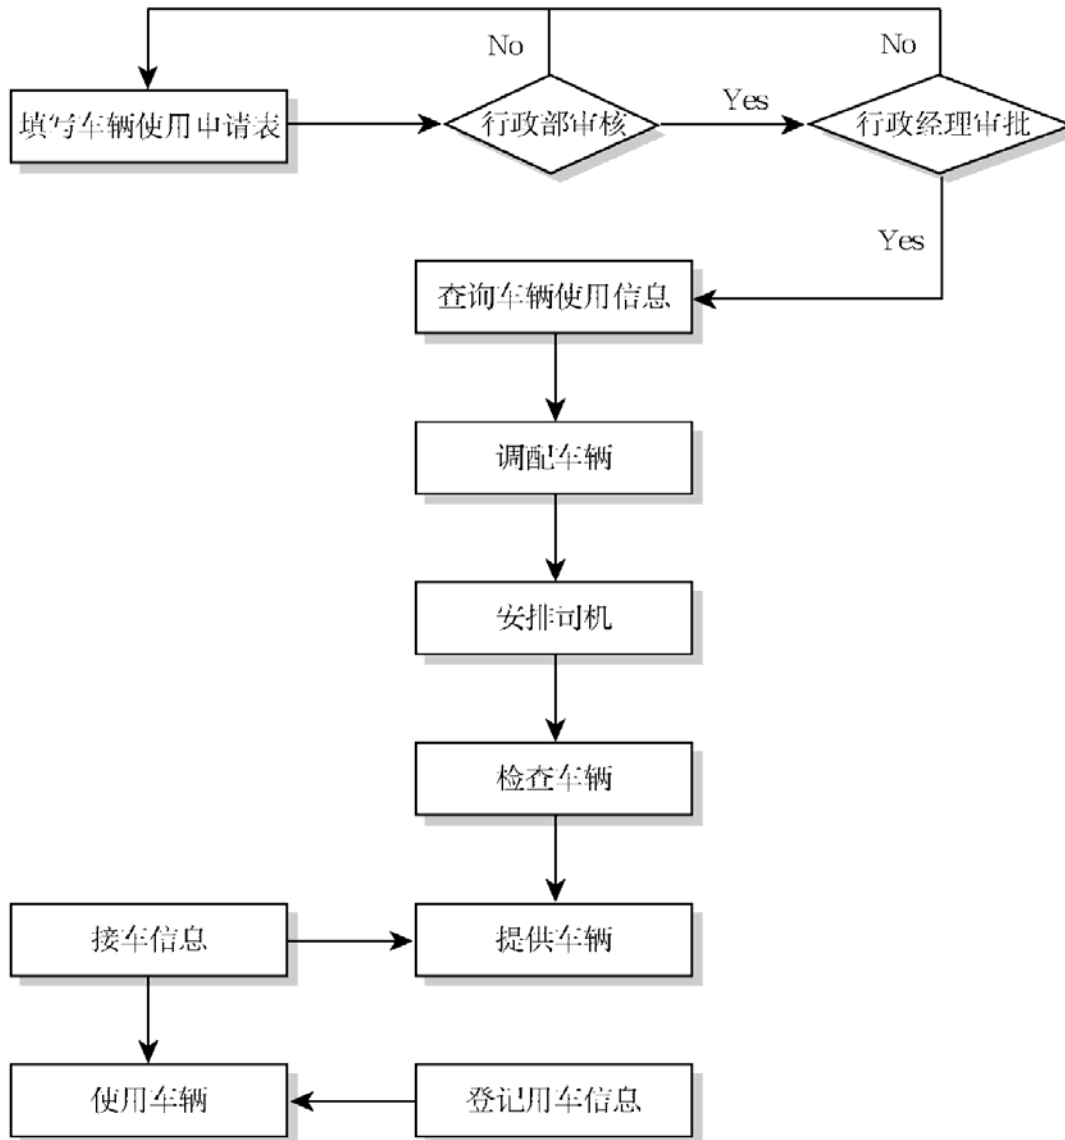 No
No
填写车辆使用申请表
行政部审核
Yes
行政经理审批
Yes
查询车辆使用信息
调配车辆
安排司机
检查车辆
接车信息
提供车辆
使用车辆
登记用车信息